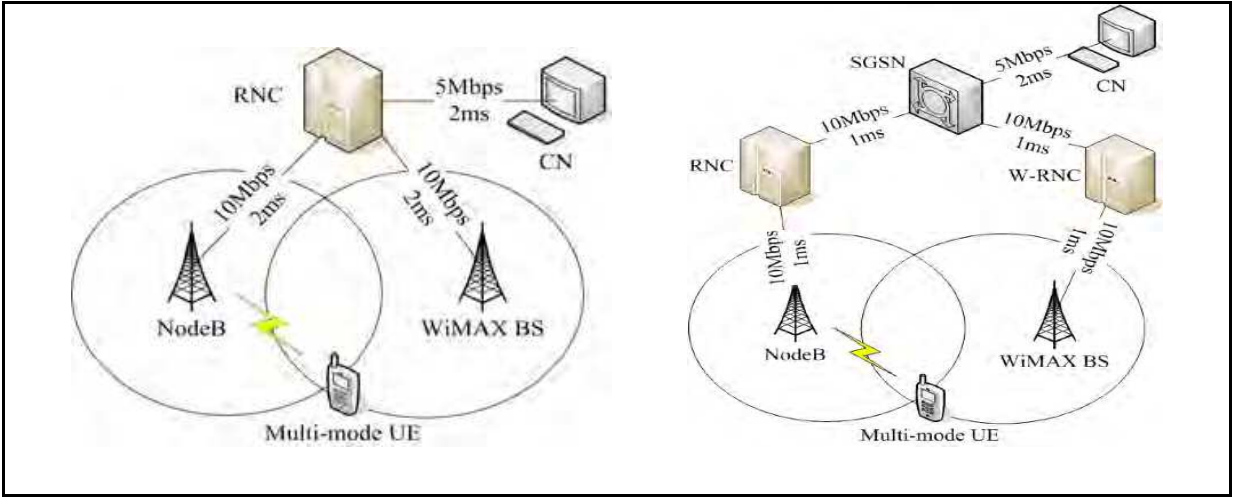 RNC
5Mbps
2ms
CN
10Mbps
2ms
10Mbps
2ms
NodeB
WiMAX BS
Multi-mode UE
SGSN
5Mbps
2ms
CN
10Mbps
1ms
10Mbps
1ms
RNC
W-RNC
10Mbps
1ms
10Mbps
1ms
NodeB
WiMAX BS
Multi-mode UE